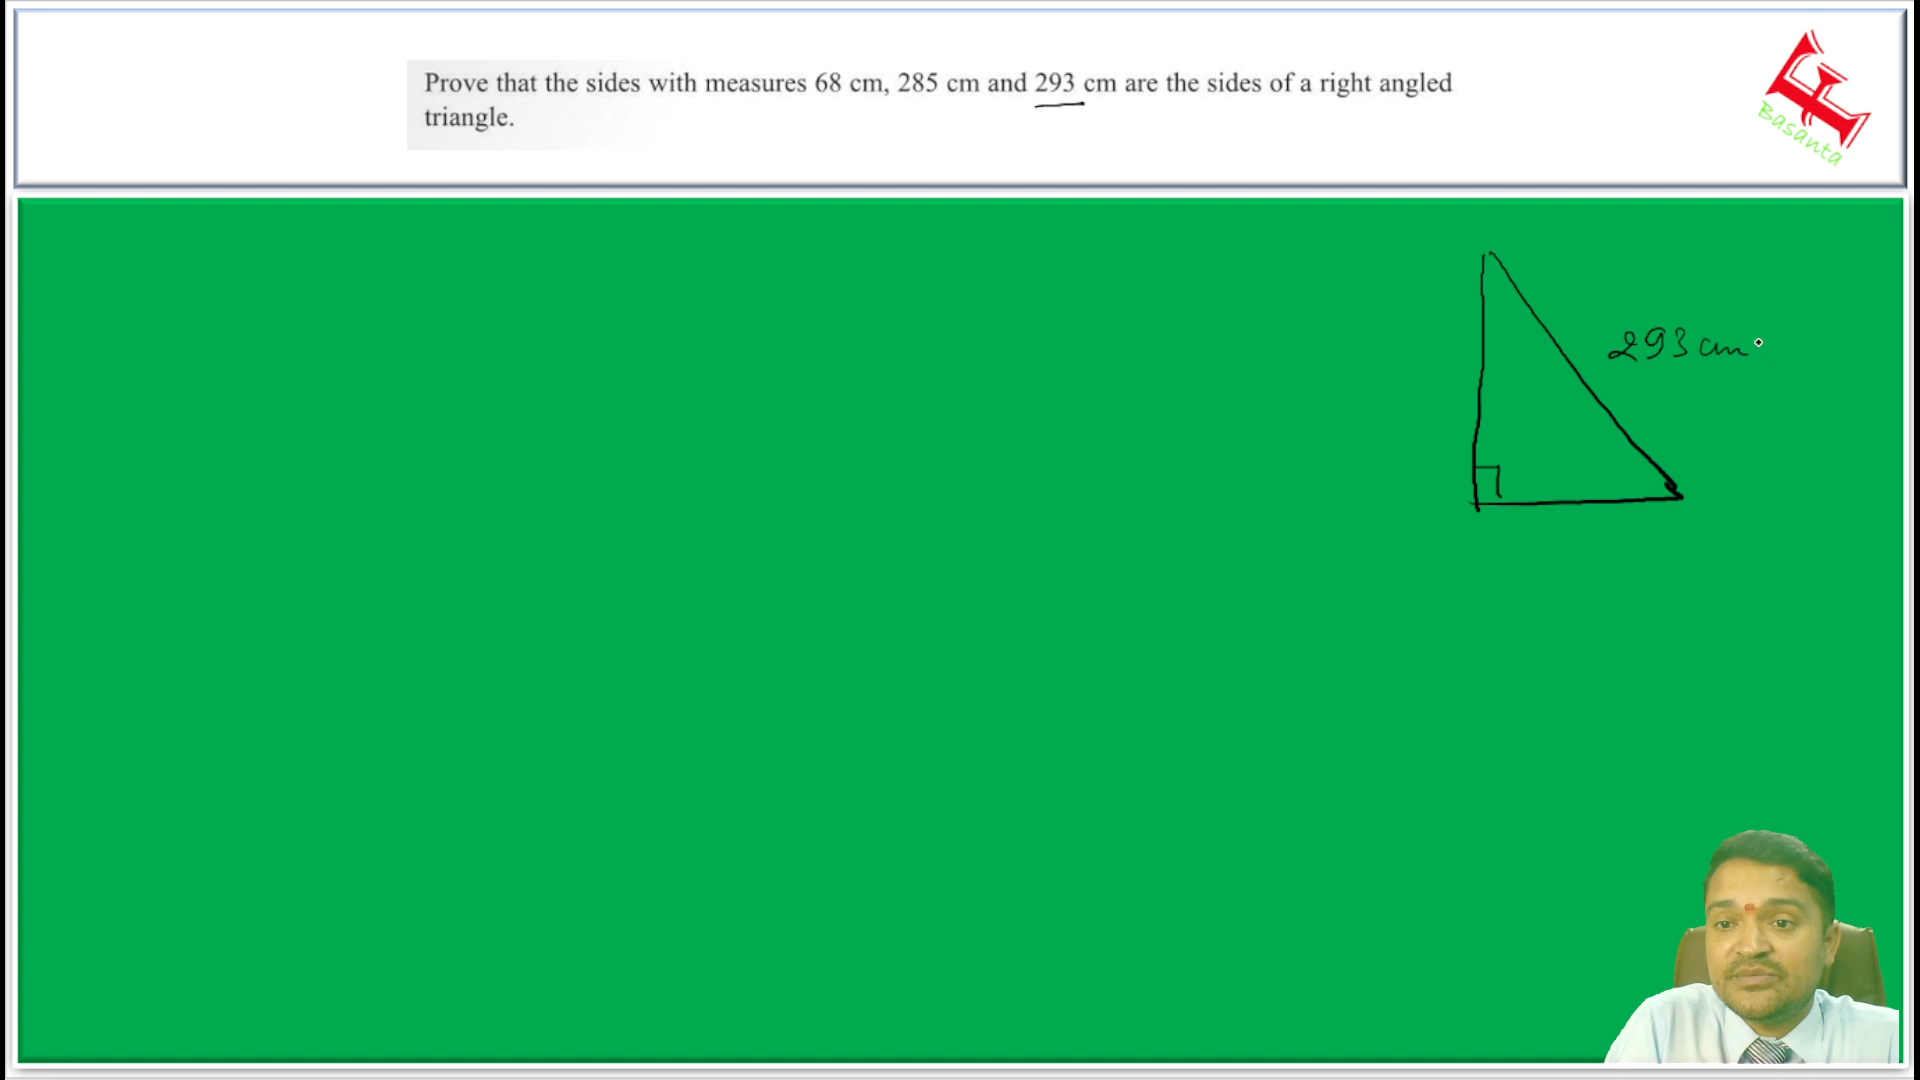 Prove that the sides with measures 68 cm, 285 cm and 293 cm are the sides of a right angled
triangle.
Basanta
293 cm